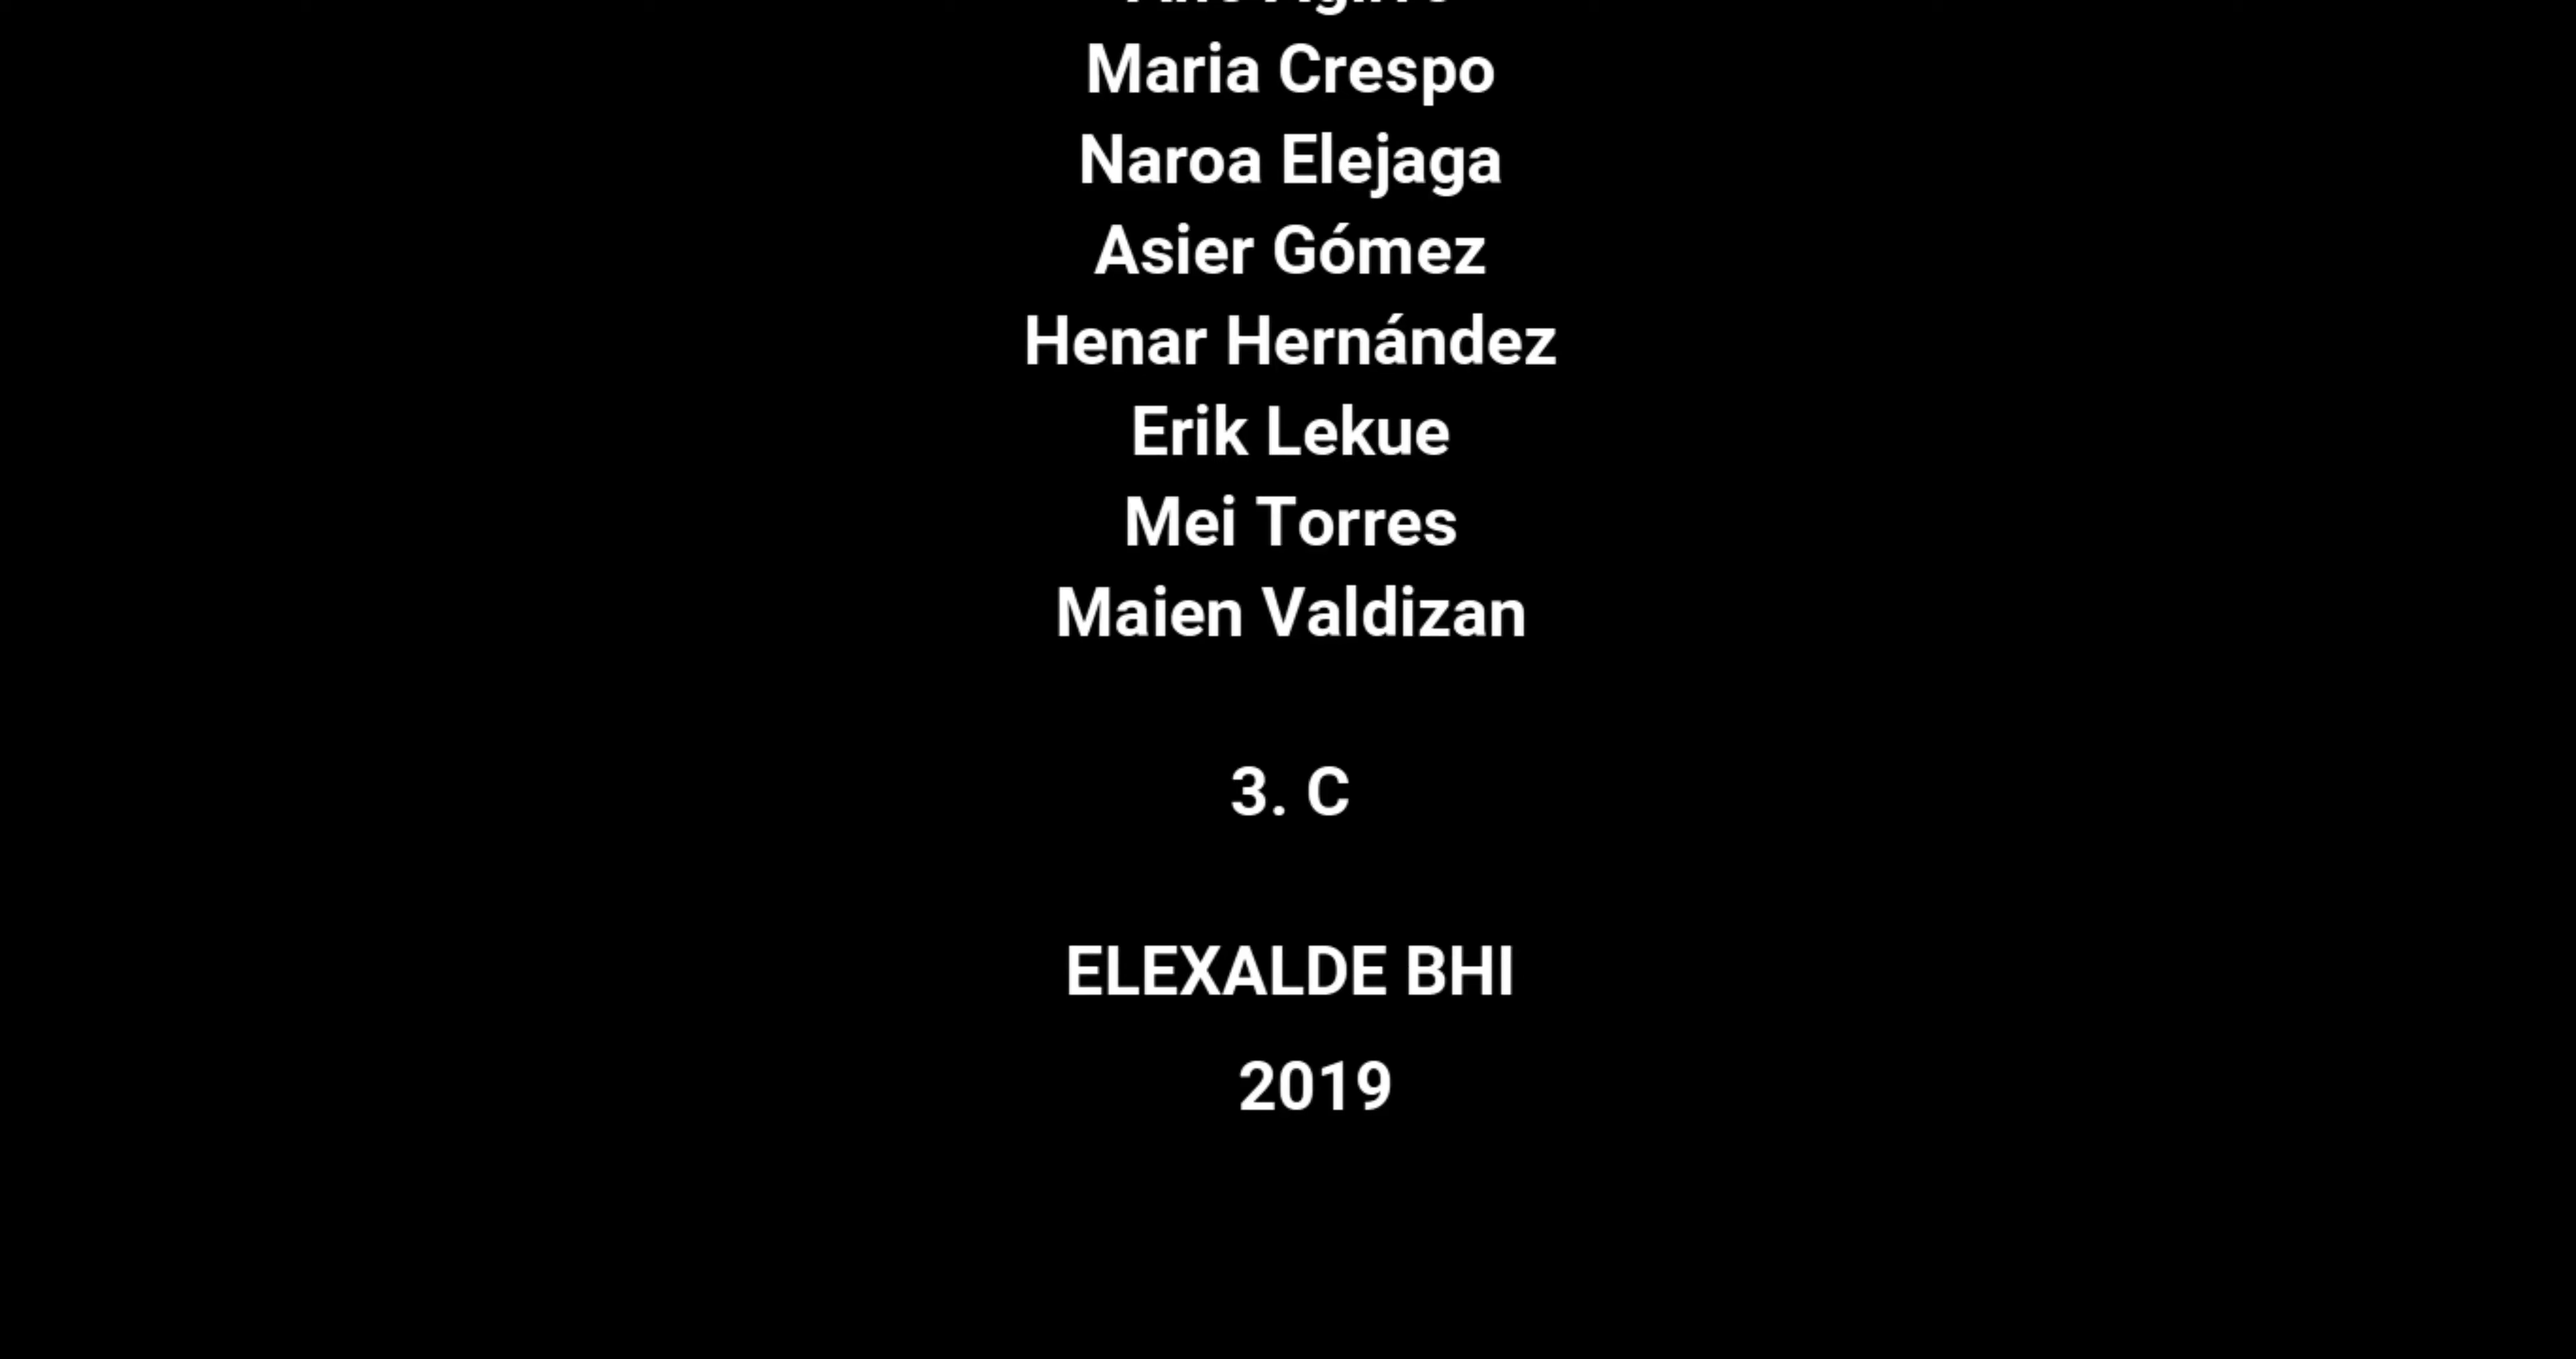 Maria Crespo
Naroa Elejaga
Asier Gómez
Henar Hernández
Erik Lekue
Mei Torres
Maien Valdizan
3. C
ELEXALDE BHI
2019